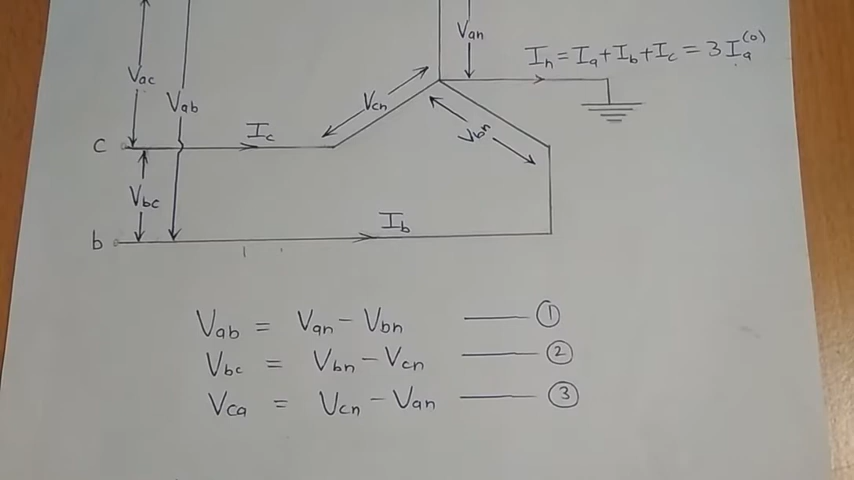 Van
In = Ia + Ib + Ic = 3Ia(0)
Vac
Vab
Vcn
Ic
Vbn
c
Vbc
Ib
b
Vab = Van - Vbn ——— ①
Vbc = Vbn - Vcn ——— ②
Vca = Vcn - Van ——— ③